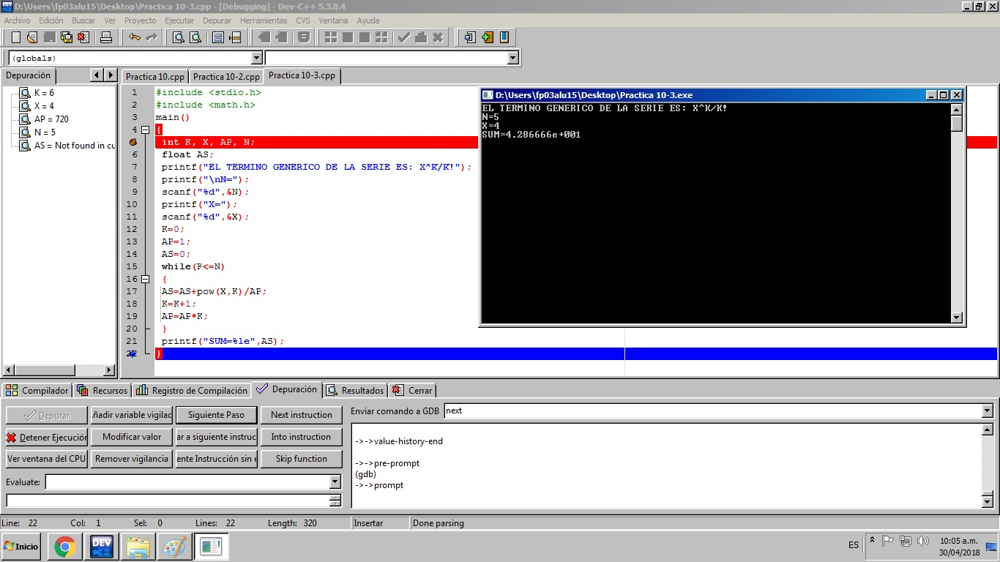 D:\Users\fp03alu15\Desktop\Practica 10-3.cpp - [Debugging] - Dev-C++ 5.3.0.4
Archivo Edición Buscar Ver Proyecto Ejecutar Depurar Herramientas CVS Ventana Ayuda
(globals)
Depuración
K = 6
X = 4
AP = 720
N = 5
AS = Not found in cu
Practica 10.cpp Practica 10-2.cpp Practica 10-3.cpp
1 #include <stdio.h>
2 #include <math.h>
3 main()
4 {
int K, X, AP, N;
6 float AS;
7 printf("EL TERMINO GENERICO DE LA SERIE ES: X^K/K!");
8 printf("\nN=");
9 scanf("%d",&N);
10 printf("X=");
11 scanf("%d",&X);
12 K=0;
13 AP=1;
14 AS=0;
15 while(K<=N)
16 {
17 AS=AS+pow(X,K)/AP;
18 K=K+1;
19 AP=AP*K;
20 }
21 printf("SUM=%le",AS);
22 }
D:\Users\fp03alu15\Desktop\Practica 10-3.exe
EL TERMINO GENERICO DE LA SERIE ES: X^K/K!
N=5
X=4
SUM=4.286666e+001
Compilador Recursos Registro de Compilación Depuración Resultados Cerrar
Depurar ñadir variable vigilac Siguiente Paso Next instruction
Detener Ejecución Modificar valor ar a siguiente instruc Into instruction
Ver ventana del CPU Remover vigilancia ente Instrucción sin e Skip function
Evaluate:
Enviar comando a GDB next
->->value-history-end
->->pre-prompt
(gdb)
->->prompt
Line: 22 Col: 1 Sel: 0 Lines: 22 Length: 320 Insertar Done parsing
Inicio
DEV C++
ES
10:05 a.m.
30/04/2018